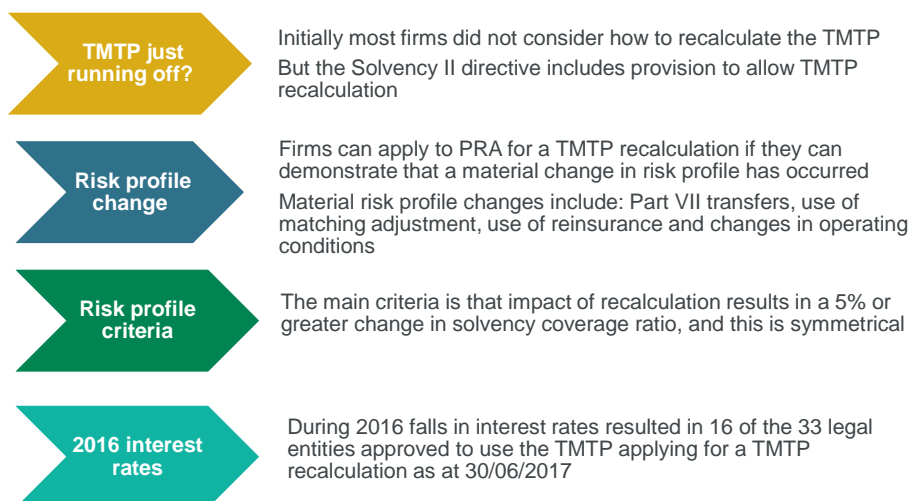 TMTP just
running off?
Initially most firms did not consider how to recalculate the TMTP
But the Solvency II directive includes provision to allow TMTP
recalculation
Risk profile
change
Firms can apply to PRA for a TMTP recalculation if they can
demonstrate that a material change in risk profile has occurred
Material risk profile changes include: Part VII transfers, use of
matching adjustment, use of reinsurance and changes in operating
conditions
Risk profile
criteria
The main criteria is that impact of recalculation results in a 5% or
greater change in solvency coverage ratio, and this is symmetrical
2016 interest
rates
During 2016 falls in interest rates resulted in 16 of the 33 legal
entities approved to use the TMTP applying for a TMTP
recalculation as at 30/06/2017